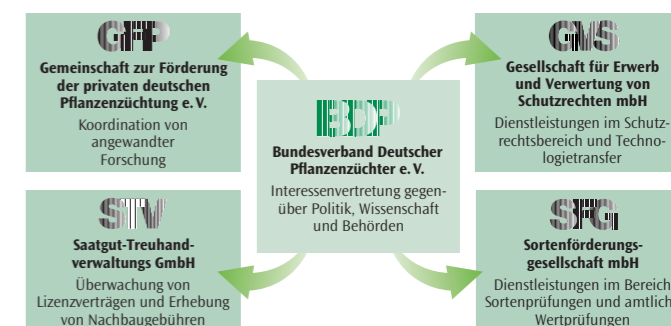 GFP
Gemeinschaft zur Förderung
der privaten deutschen
Pflanzenzüchtung e. V.
Koordination von
angewandter
Forschung
GVS
Gesellschaft für Erwerb
und Verwertung von
Schutzrechten mbH
Dienstleistungen im Schutz-
rechtsbereich und Techno-
logietransfer
BDP
Bundesverband Deutscher
Pflanzenzüchter e. V.
Interessenvertretung gegen-
über Politik, Wissenschaft
und Behörden
STV
Saatgut-Treuhand-
verwaltungs GmbH
Überwachung von
Lizenzverträgen und Erhebung
von Nachbaugebühren
SFG
Sortenförderungs-
gesellschaft mbH
Dienstleistungen im Bereich
Sortenprüfungen und amtlich
Wertprüfungen